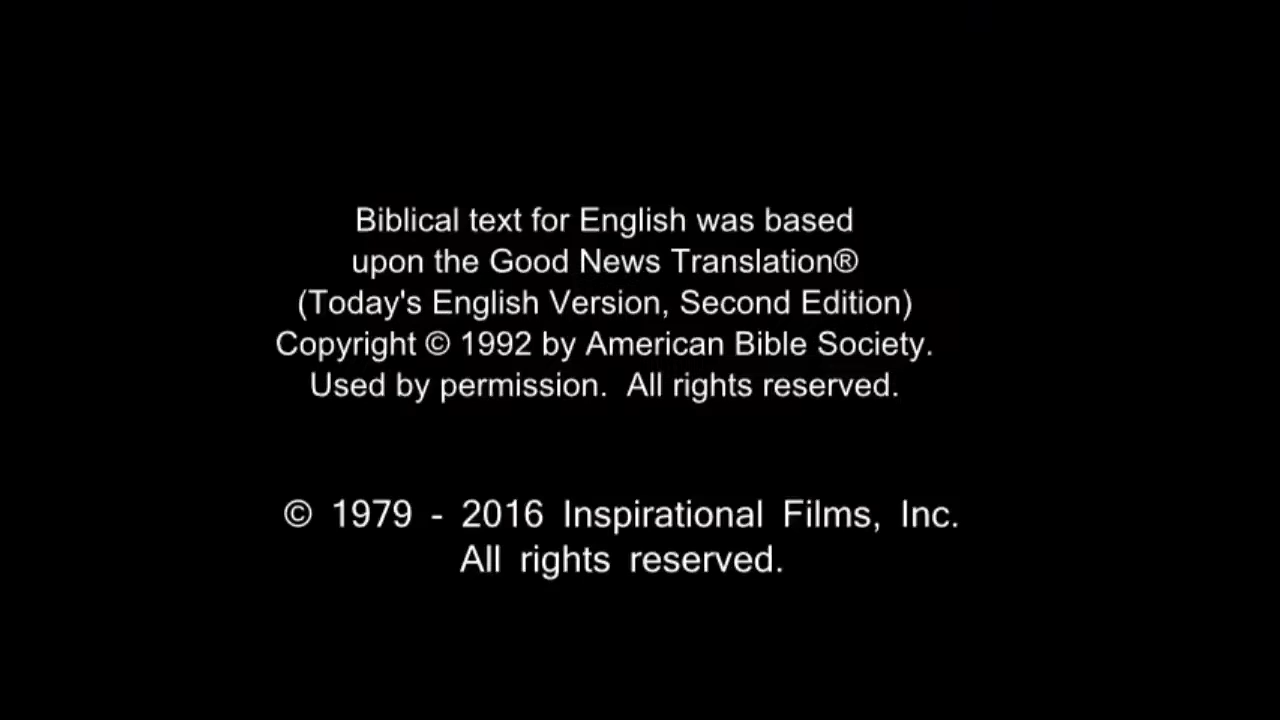 Biblical text for English was based
upon the Good News Translation®
(Today's English Version, Second Edition)
Copyright © 1992 by American Bible Society.
Used by permission.  All rights reserved.
© 1979 - 2016 Inspirational Films, Inc.
All rights reserved.